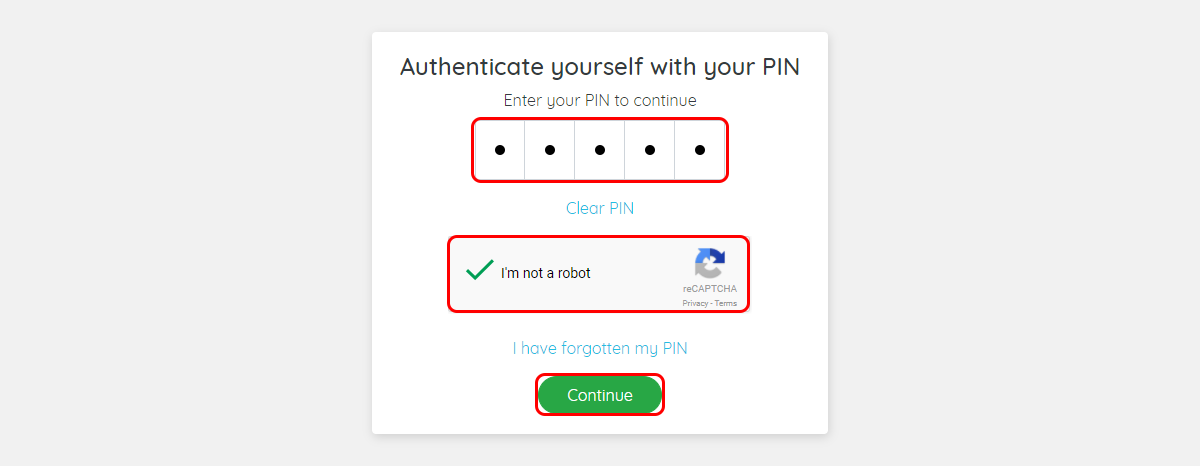 Authenticate yourself with your PIN
Enter your PIN to continue
Clear PIN
I'm not a robot
reCAPTCHA
Privacy - Terms
I have forgotten my PIN
Continue